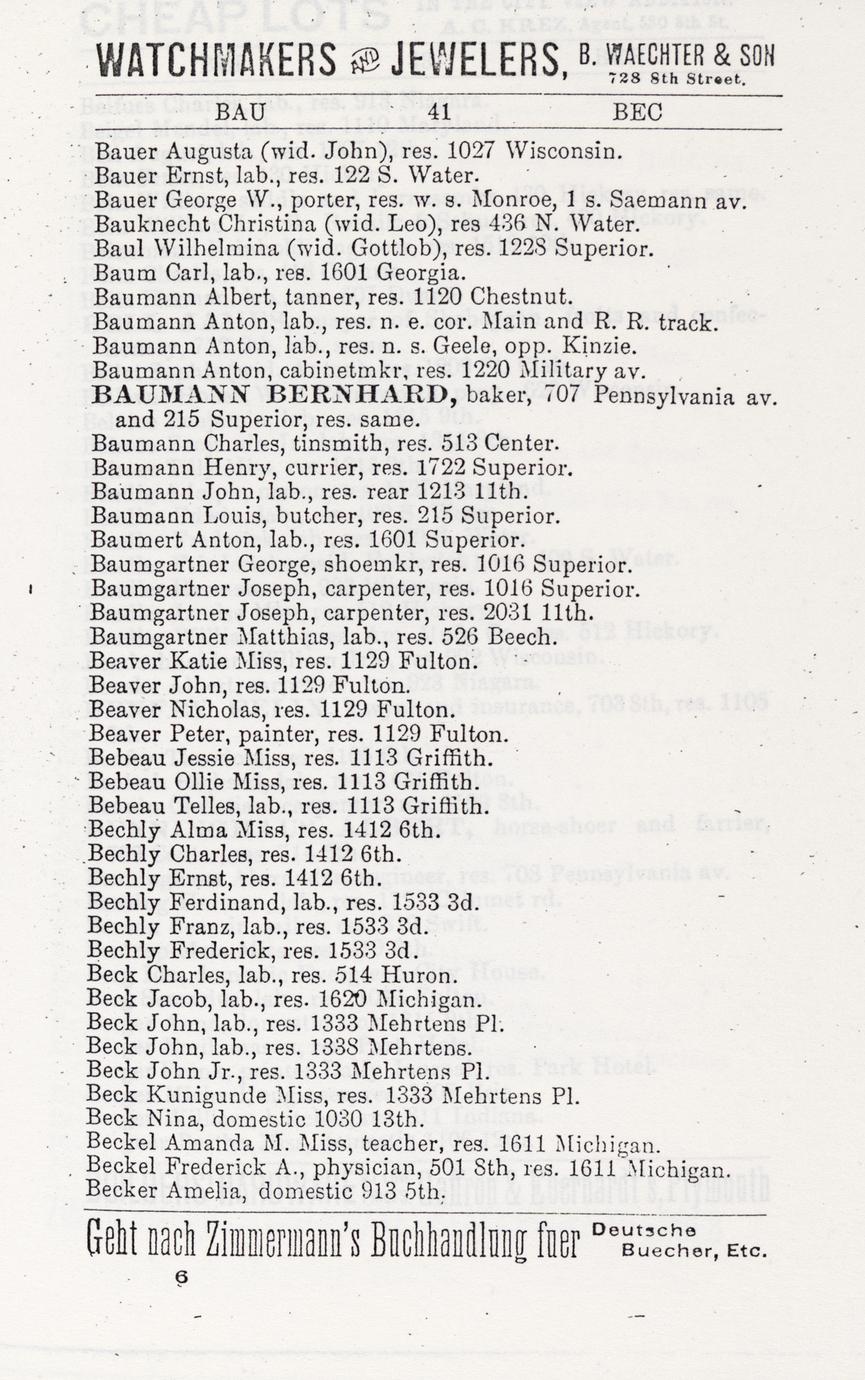 WATCHMAKERS AND JEWELERS, B. WAECHTER & SON
728 8th Street.
BAU 41 BEC
Bauer Augusta (wid. John), res. 1027 Wisconsin.
Bauer Ernst, lab., res. 122 S. Water.
Bauer George W., porter, res. w. s. Monroe, 1 s. Saemann av.
Bauknecht Christina (wid. Leo), res 436 N. Water.
Baul Wilhelmina (wid. Gottlob), res. 1228 Superior.
Baum Carl, lab., res. 1601 Georgia.
Baumann Albert, tanner, res. 1120 Chestnut.
Baumann Anton, lab., res. n. e. cor. Main and R. R. track.
Baumann Anton, lab., res. n. s. Geele, opp. Kinzie.
Baumann Anton, cabinetmkr, res. 1220 Military av.
BAUMANN BERNHARD, baker, 707 Pennsylvania av.
and 215 Superior, res. same.
Baumann Charles, tinsmith, res. 513 Center.
Baumann Henry, currier, res. 1722 Superior.
Baumann John, lab., res. rear 1213 11th.
Baumann Louis, butcher, res. 215 Superior.
Baumert Anton, lab., res. 1601 Superior.
Baumgartner George, shoemkr, res. 1016 Superior.
Baumgartner Joseph, carpenter, res. 1016 Superior.
Baumgartner Joseph, carpenter, res. 2031 11th.
Baumgartner Matthias, lab., res. 526 Beech.
Beaver Katie Miss, res. 1129 Fulton.
Beaver John, res. 1129 Fulton.
Beaver Nicholas, res. 1129 Fulton.
Beaver Peter, painter, res. 1129 Fulton.
Bebeau Jessie Miss, res. 1113 Griffith.
Bebeau Ollie Miss, res. 1113 Griffith.
Bebeau Telles, lab., res. 1113 Griffith.
Bechly Alma Miss, res. 1412 6th.
Bechly Charles, res. 1412 6th.
Bechly Ernst, res. 1412 6th.
Bechly Ferdinand, lab., res. 1533 3d.
Bechly Franz, lab., res. 1533 3d.
Bechly Frederick, res. 1533 3d.
Beck Charles, lab., res. 514 Huron.
Beck Jacob, lab., res. 1620 Michigan.
Beck John, lab., res. 1333 Mehrtens Pl.
Beck John, lab., res. 1338 Mehrtens.
Beck John Jr., res. 1333 Mehrtens Pl.
Beck Kunigunde Miss, res. 1333 Mehrtens Pl.
Beck Nina, domestic 1030 13th.
Beckel Amanda M. Miss, teacher, res. 1611 Michigan.
Beckel Frederick A., physician, 501 8th, res. 1611 Michigan.
Becker Amelia, domestic 913 5th.
Geht nach Zimmermann's Buchhandlung fuer Deutsche
Buecher, Etc.
6